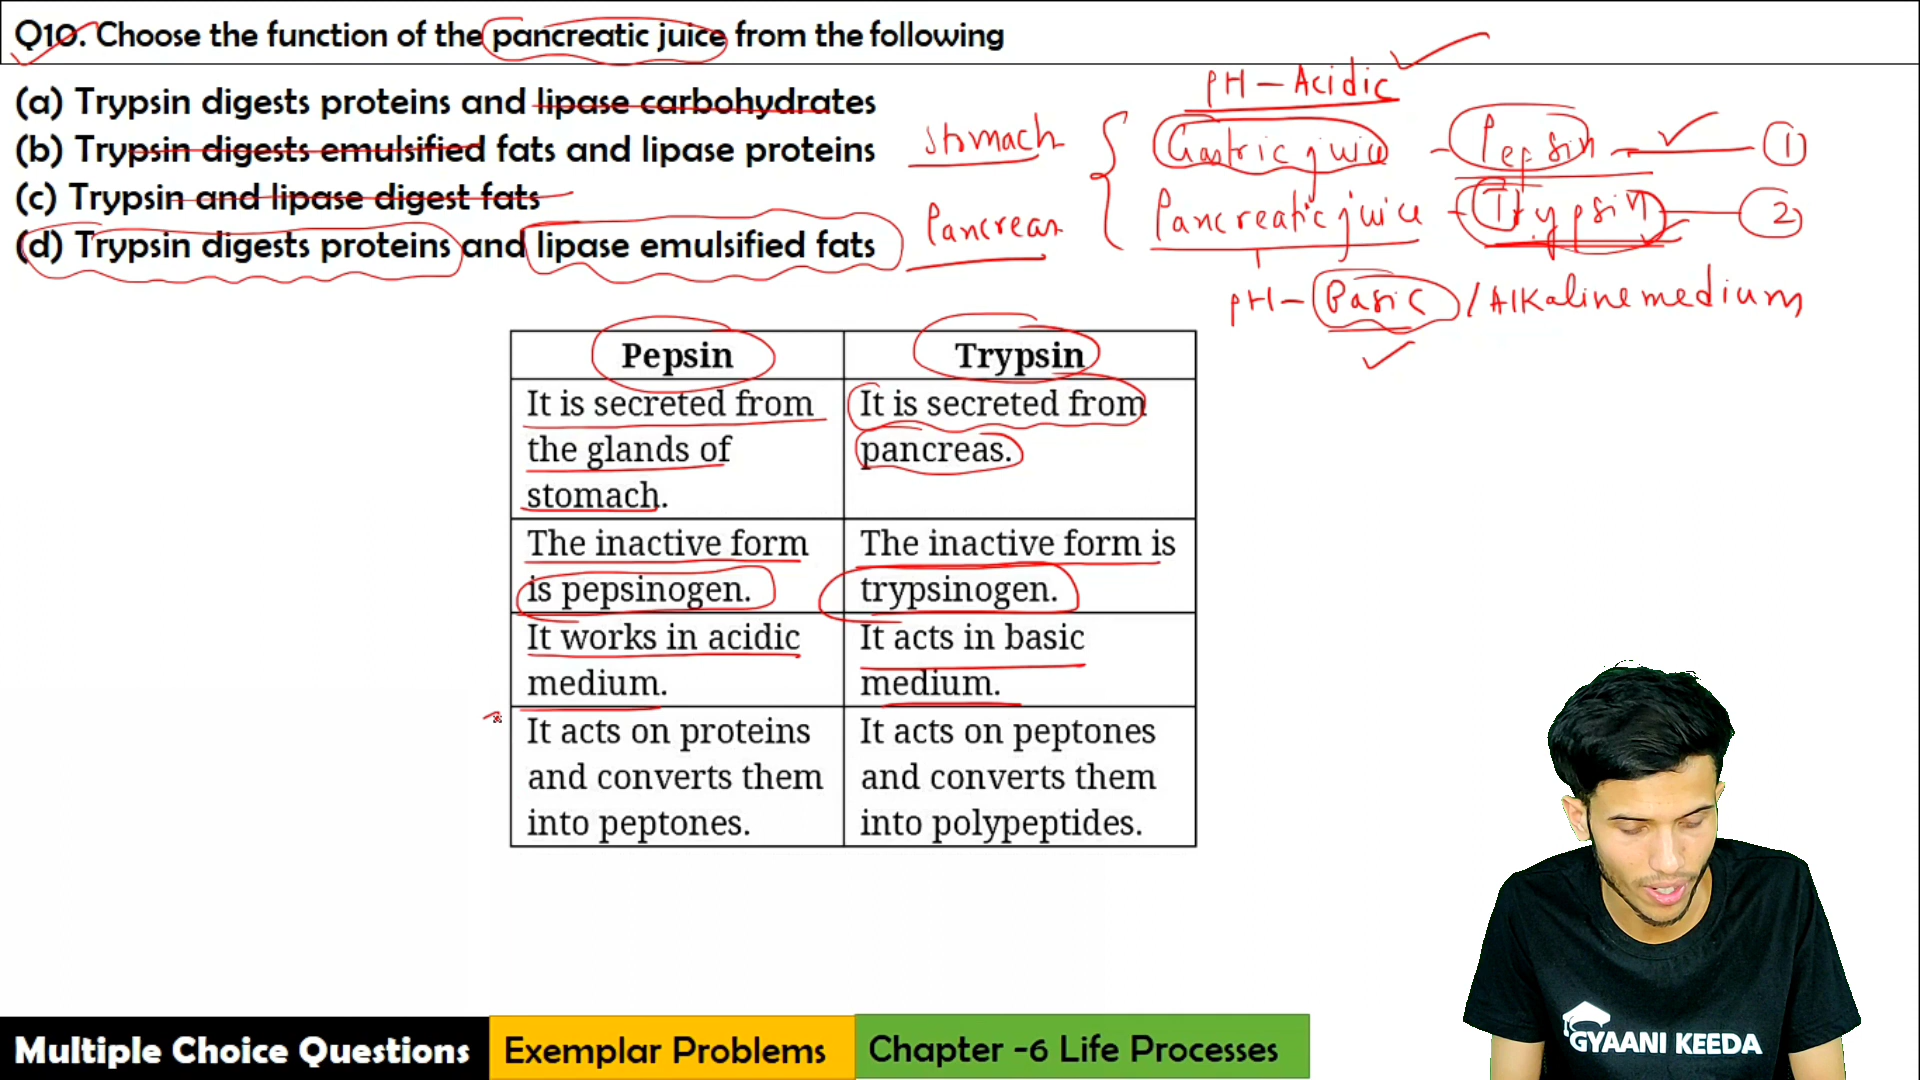 Q10. Choose the function of the pancreatic juice from the following
(a) Trypsin digests proteins and lipase carbohydrates
(b) Trypsin digests emulsified fats and lipase proteins
(c) Trypsin and lipase digest fats
(d) Trypsin digests proteins and lipase emulsified fats
pH - Acidic
Stomach Gastric juice - Pepsin - 1
Pancreas Pancreatic juice - Trypsin - 2
pH - Basic / Alkaline medium
Pepsin Trypsin
It is secreted from It is secreted from
the glands of pancreas.
stomach.
The inactive form The inactive form is
is pepsinogen. trypsinogen.
It works in acidic It acts in basic
medium. medium.
It acts on proteins It acts on peptones
and converts them and converts them
into peptones. into polypeptides.
GYAANI KEEDA
Multiple Choice Questions Exemplar Problems Chapter -6 Life Processes